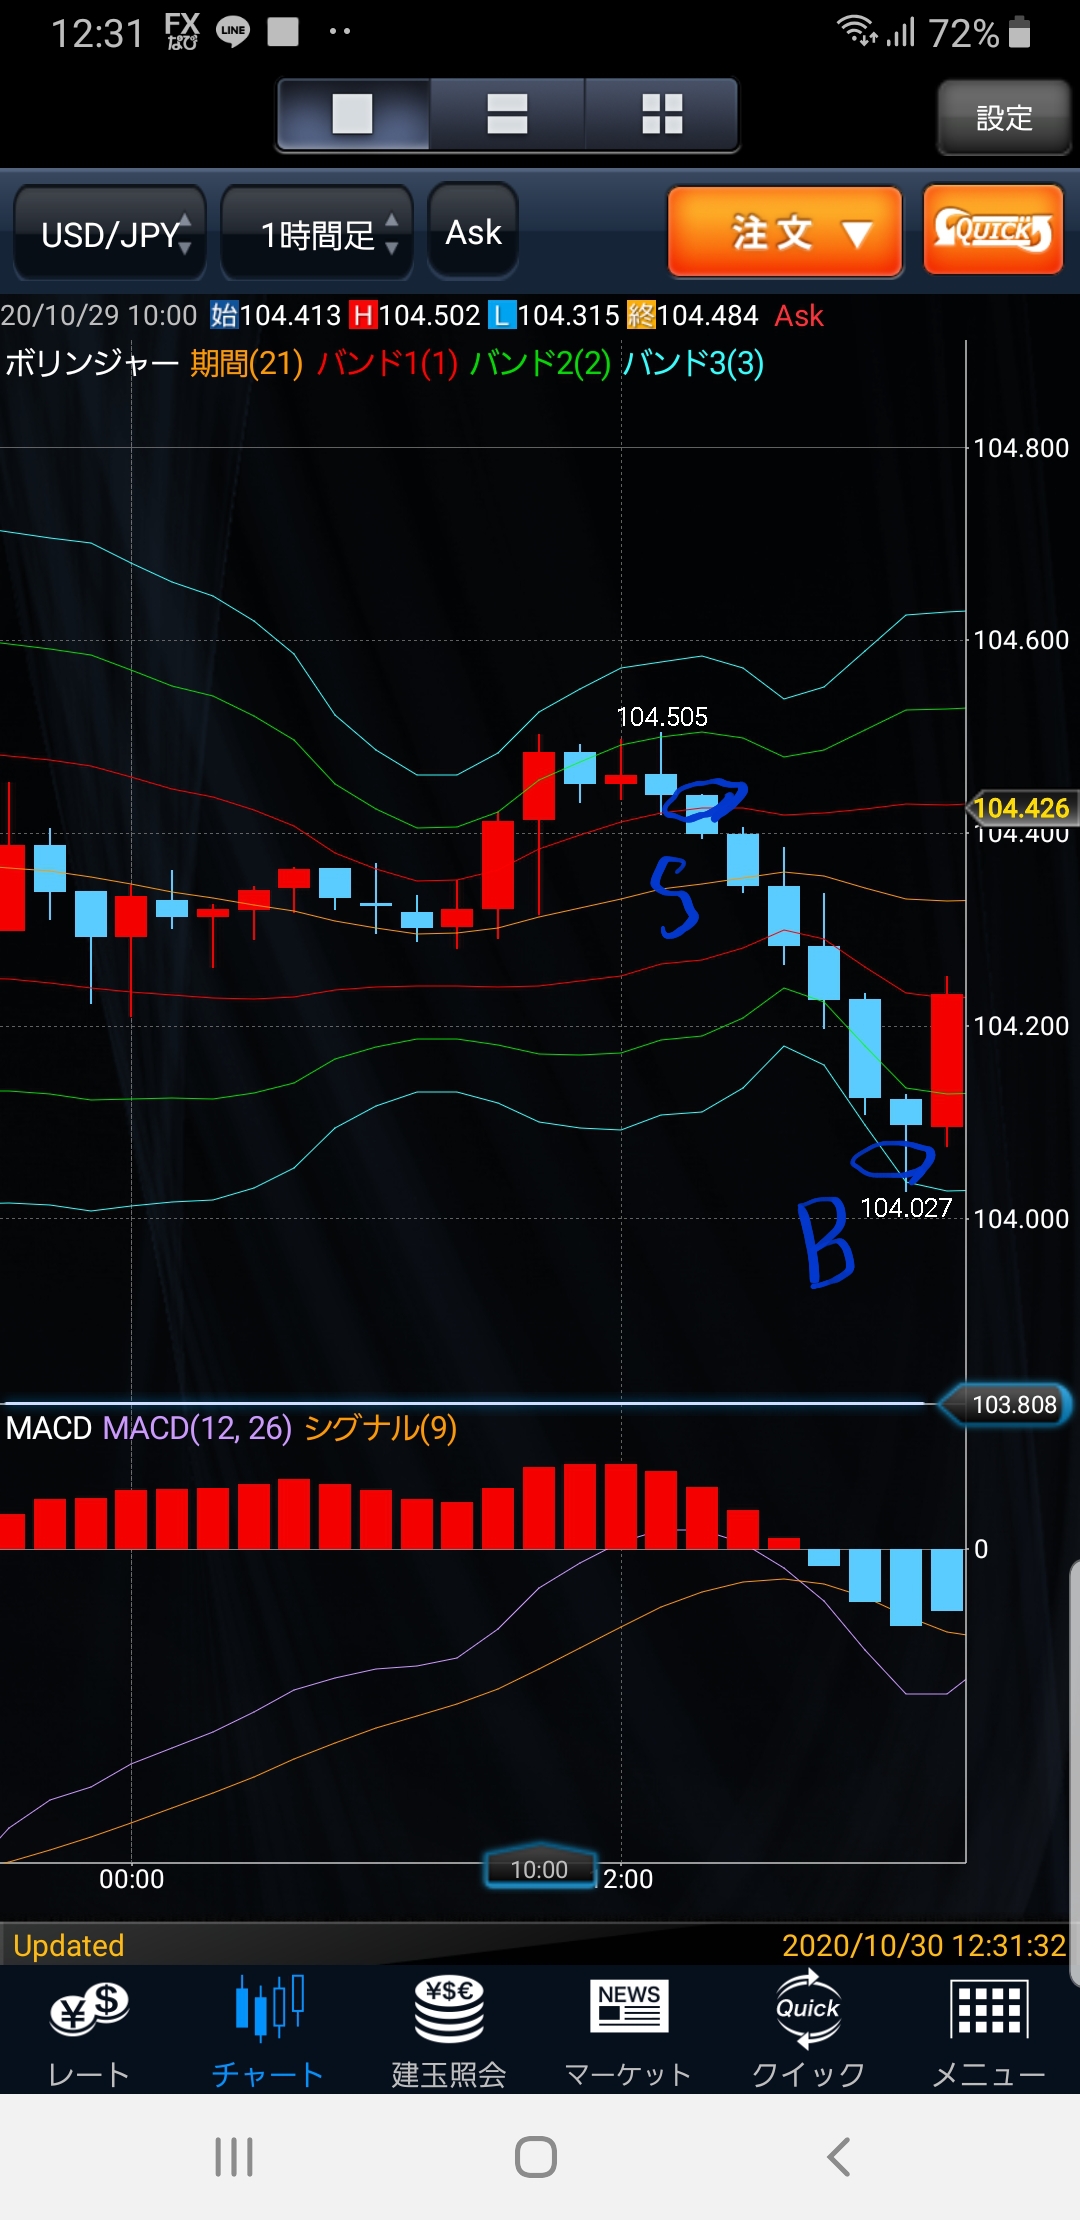 12:31 FXなび LINE 72%
設定
USD/JPY 1時間足 Ask 注文 ▼ QUICK
20/10/29 10:00 始104.413 H104.502 L104.315 終104.484 Ask
ボリンジャー 期間(21) バンド1(1) バンド2(2) バンド3(3)
104.800
104.600
104.505
104.426
104.400
S
104.200
104.027
104.000
B
103.808
MACD MACD(12, 26) シグナル(9)
0
00:00 10:00 2:00
Updated 2020/10/30 12:31:32
¥$ ¥$€ NEWS Quick
レート チャート 建玉照会 マーケット クイック メニュー